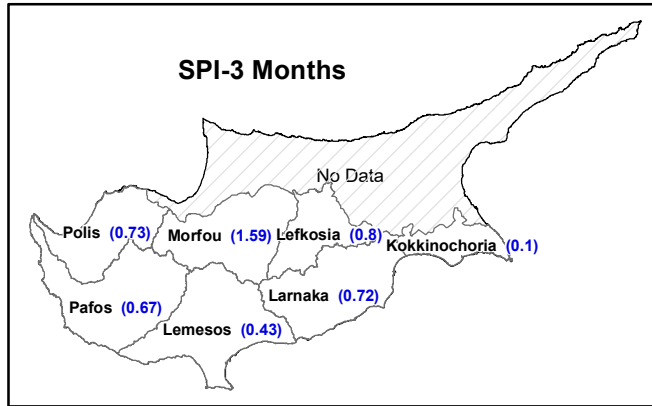 SPI-3 Months
No Data
Polis (0.73)
Morfou (1.59)
Lefkosia (0.8)
Kokkinochoria (0.1)
Pafos (0.67)
Larnaka (0.72)
Lemesos (0.43)